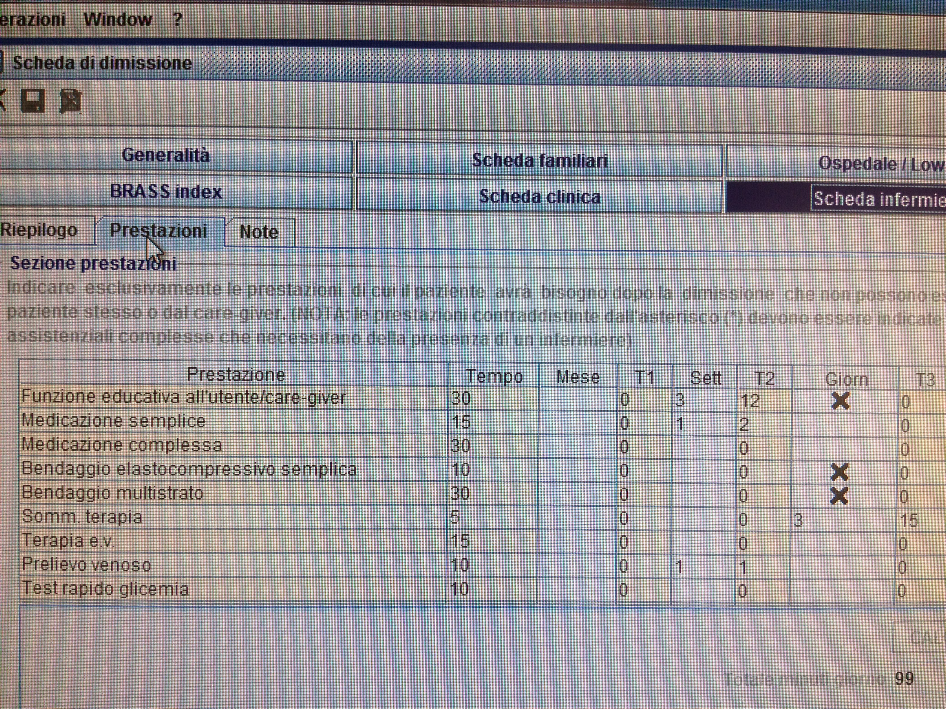 erazioni Window ?
Scheda di dimissione
Generalità Scheda familiari Ospedale / Low
BRASS index Scheda clinica Scheda infermie
Riepilogo Prestazioni Note
Sezione prestazioni
Indicare esclusivamente le prestazioni di cui il paziente avrà bisogno dopo la dimissione che non possono e
paziente stesso o dal care-giver. (NOTA: le prestazioni contraddistinte dall'asterisco (*) devono essere indicate
assistenziali complesse che necessitano della presenza di un infermiere)
Prestazione Tempo Mese T1 Sett T2 Giorn T3
Funzione educativa all'utente/care-giver 30 0 3 12 0
Medicazione semplice 15 0 1 2 0
Medicazione complessa 30 0 0 0
Bendaggio elastocompressivo semplica 10 0 0 0
Bendaggio multistrato 30 0 0 0
Somm. terapia 5 0 0 3 15
Terapia e.v. 15 0 0 0
Prelievo venoso 10 0 1 1 0
Test rapido glicemia 10 0 0 0
Totale minuti giorno 99